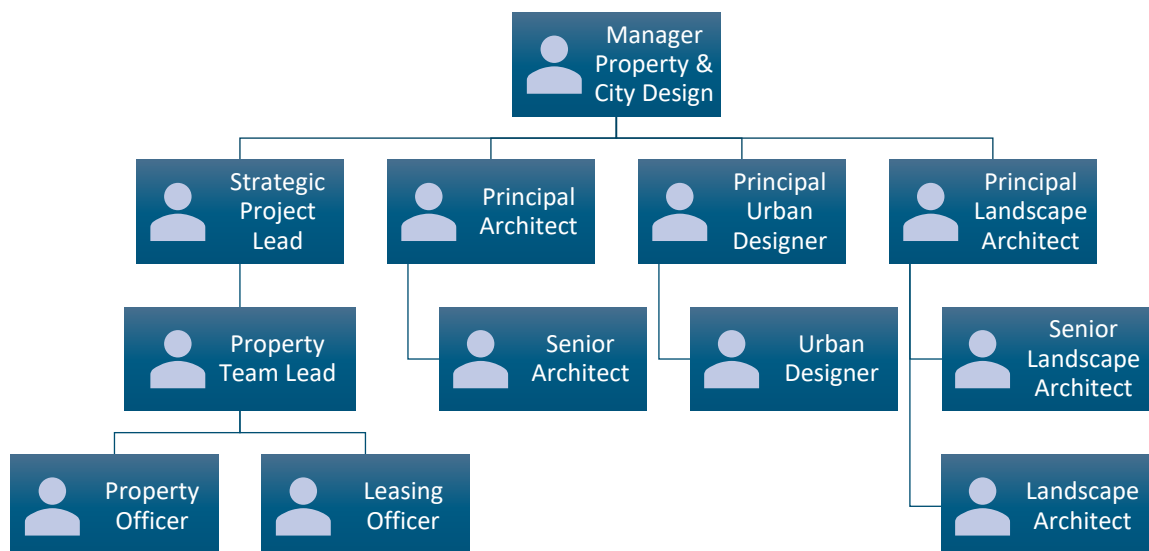 Manager
Property &
City Design
Strategic
Project
Lead
Principal
Architect
Principal
Urban
Designer
Principal
Landscape
Architect
Property
Team Lead
Senior
Architect
Urban
Designer
Senior
Landscape
Architect
Property
Officer
Leasing
Officer
Landscape
Architect